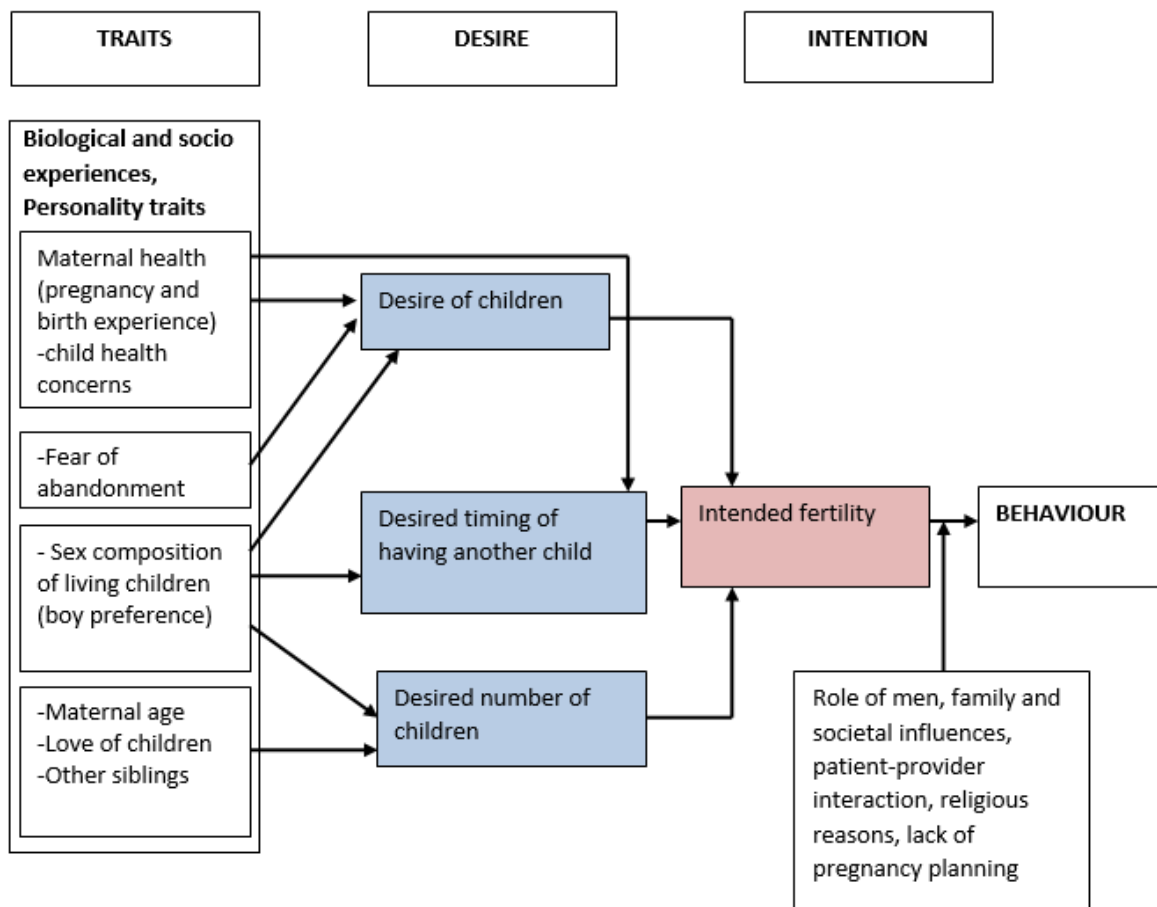 TRAITS
DESIRE
INTENTION
Biological and socio
experiences,
Personality traits
Maternal health
(pregnancy and
birth experience)
-child health
concerns
-Fear of
abandonment
- Sex composition
of living children
(boy preference)
-Maternal age
-Love of children
-Other siblings
Desire of children
Desired timing of
having another child
Desired number of
children
Intended fertility
BEHAVIOUR
Role of men, family and
societal influences,
patient-provider
interaction, religious
reasons, lack of
pregnancy planning